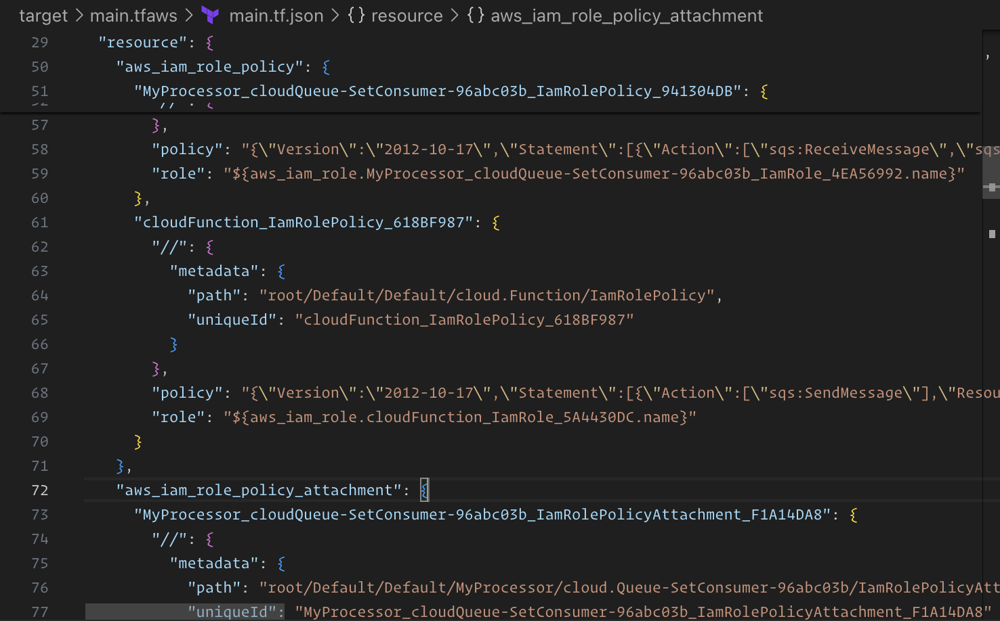 target > main.tfaws > main.tf.json > {} resource > {} aws_iam_role_policy_attachment
29 "resource": {
50 "aws_iam_role_policy": {
51 "MyProcessor_cloudQueue-SetConsumer-96abc03b_IamRolePolicy_941304DB": {
57 },
58 "policy": "{\"Version\":\"2012-10-17\",\"Statement\":[{\"Action\":[\"sqs:ReceiveMessage\",\"sqs
59 "role": "${aws_iam_role.MyProcessor_cloudQueue-SetConsumer-96abc03b_IamRole_4EA56992.name}"
60 },
61 "cloudFunction_IamRolePolicy_618BF987": {
62 "//": {
63 "metadata": {
64 "path": "root/Default/Default/cloud.Function/IamRolePolicy",
65 "uniqueId": "cloudFunction_IamRolePolicy_618BF987"
66 }
67 },
68 "policy": "{\"Version\":\"2012-10-17\",\"Statement\":[{\"Action\":[\"sqs:SendMessage\"],\"Resou
69 "role": "${aws_iam_role.cloudFunction_IamRole_5A4430DC.name}"
70 }
71 },
72 "aws_iam_role_policy_attachment": {
73 "MyProcessor_cloudQueue-SetConsumer-96abc03b_IamRolePolicyAttachment_F1A14DA8": {
74 "//": {
75 "metadata": {
76 "path": "root/Default/Default/MyProcessor/cloud.Queue-SetConsumer-96abc03b/IamRolePolicyAtt
77 "uniqueId": "MyProcessor_cloudQueue-SetConsumer-96abc03b_IamRolePolicyAttachment_F1A14DA8"